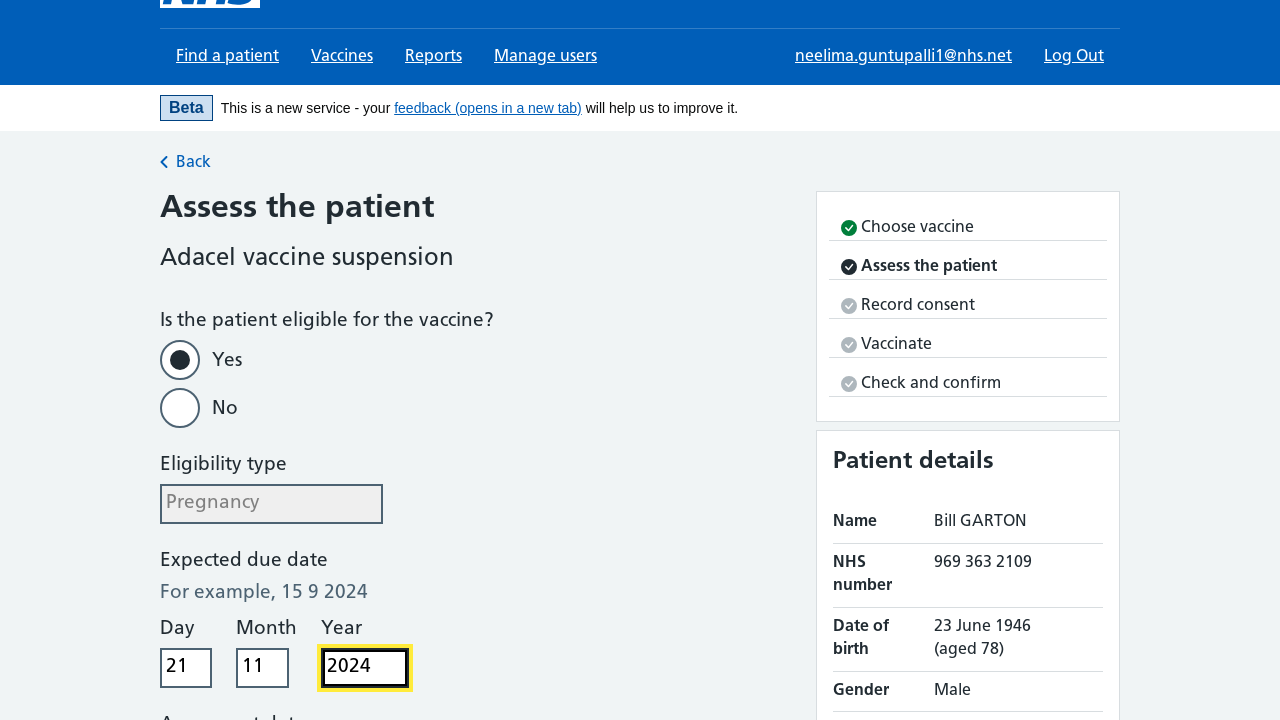 NHS
Find a patient Vaccines Reports Manage users neelima.guntupalli1@nhs.net Log Out
Beta This is a new service - your feedback (opens in a new tab) will help us to improve it.
Back
Assess the patient
Adacel vaccine suspension
Is the patient eligible for the vaccine?
Yes
No
Eligibility type
Pregnancy
Expected due date
For example, 15 9 2024
Day Month Year
21 11 2024
Choose vaccine
Assess the patient
Record consent
Vaccinate
Check and confirm
Patient details
Name Bill GARTON
NHS number 969 363 2109
Date of birth 23 June 1946 (aged 78)
Gender Male